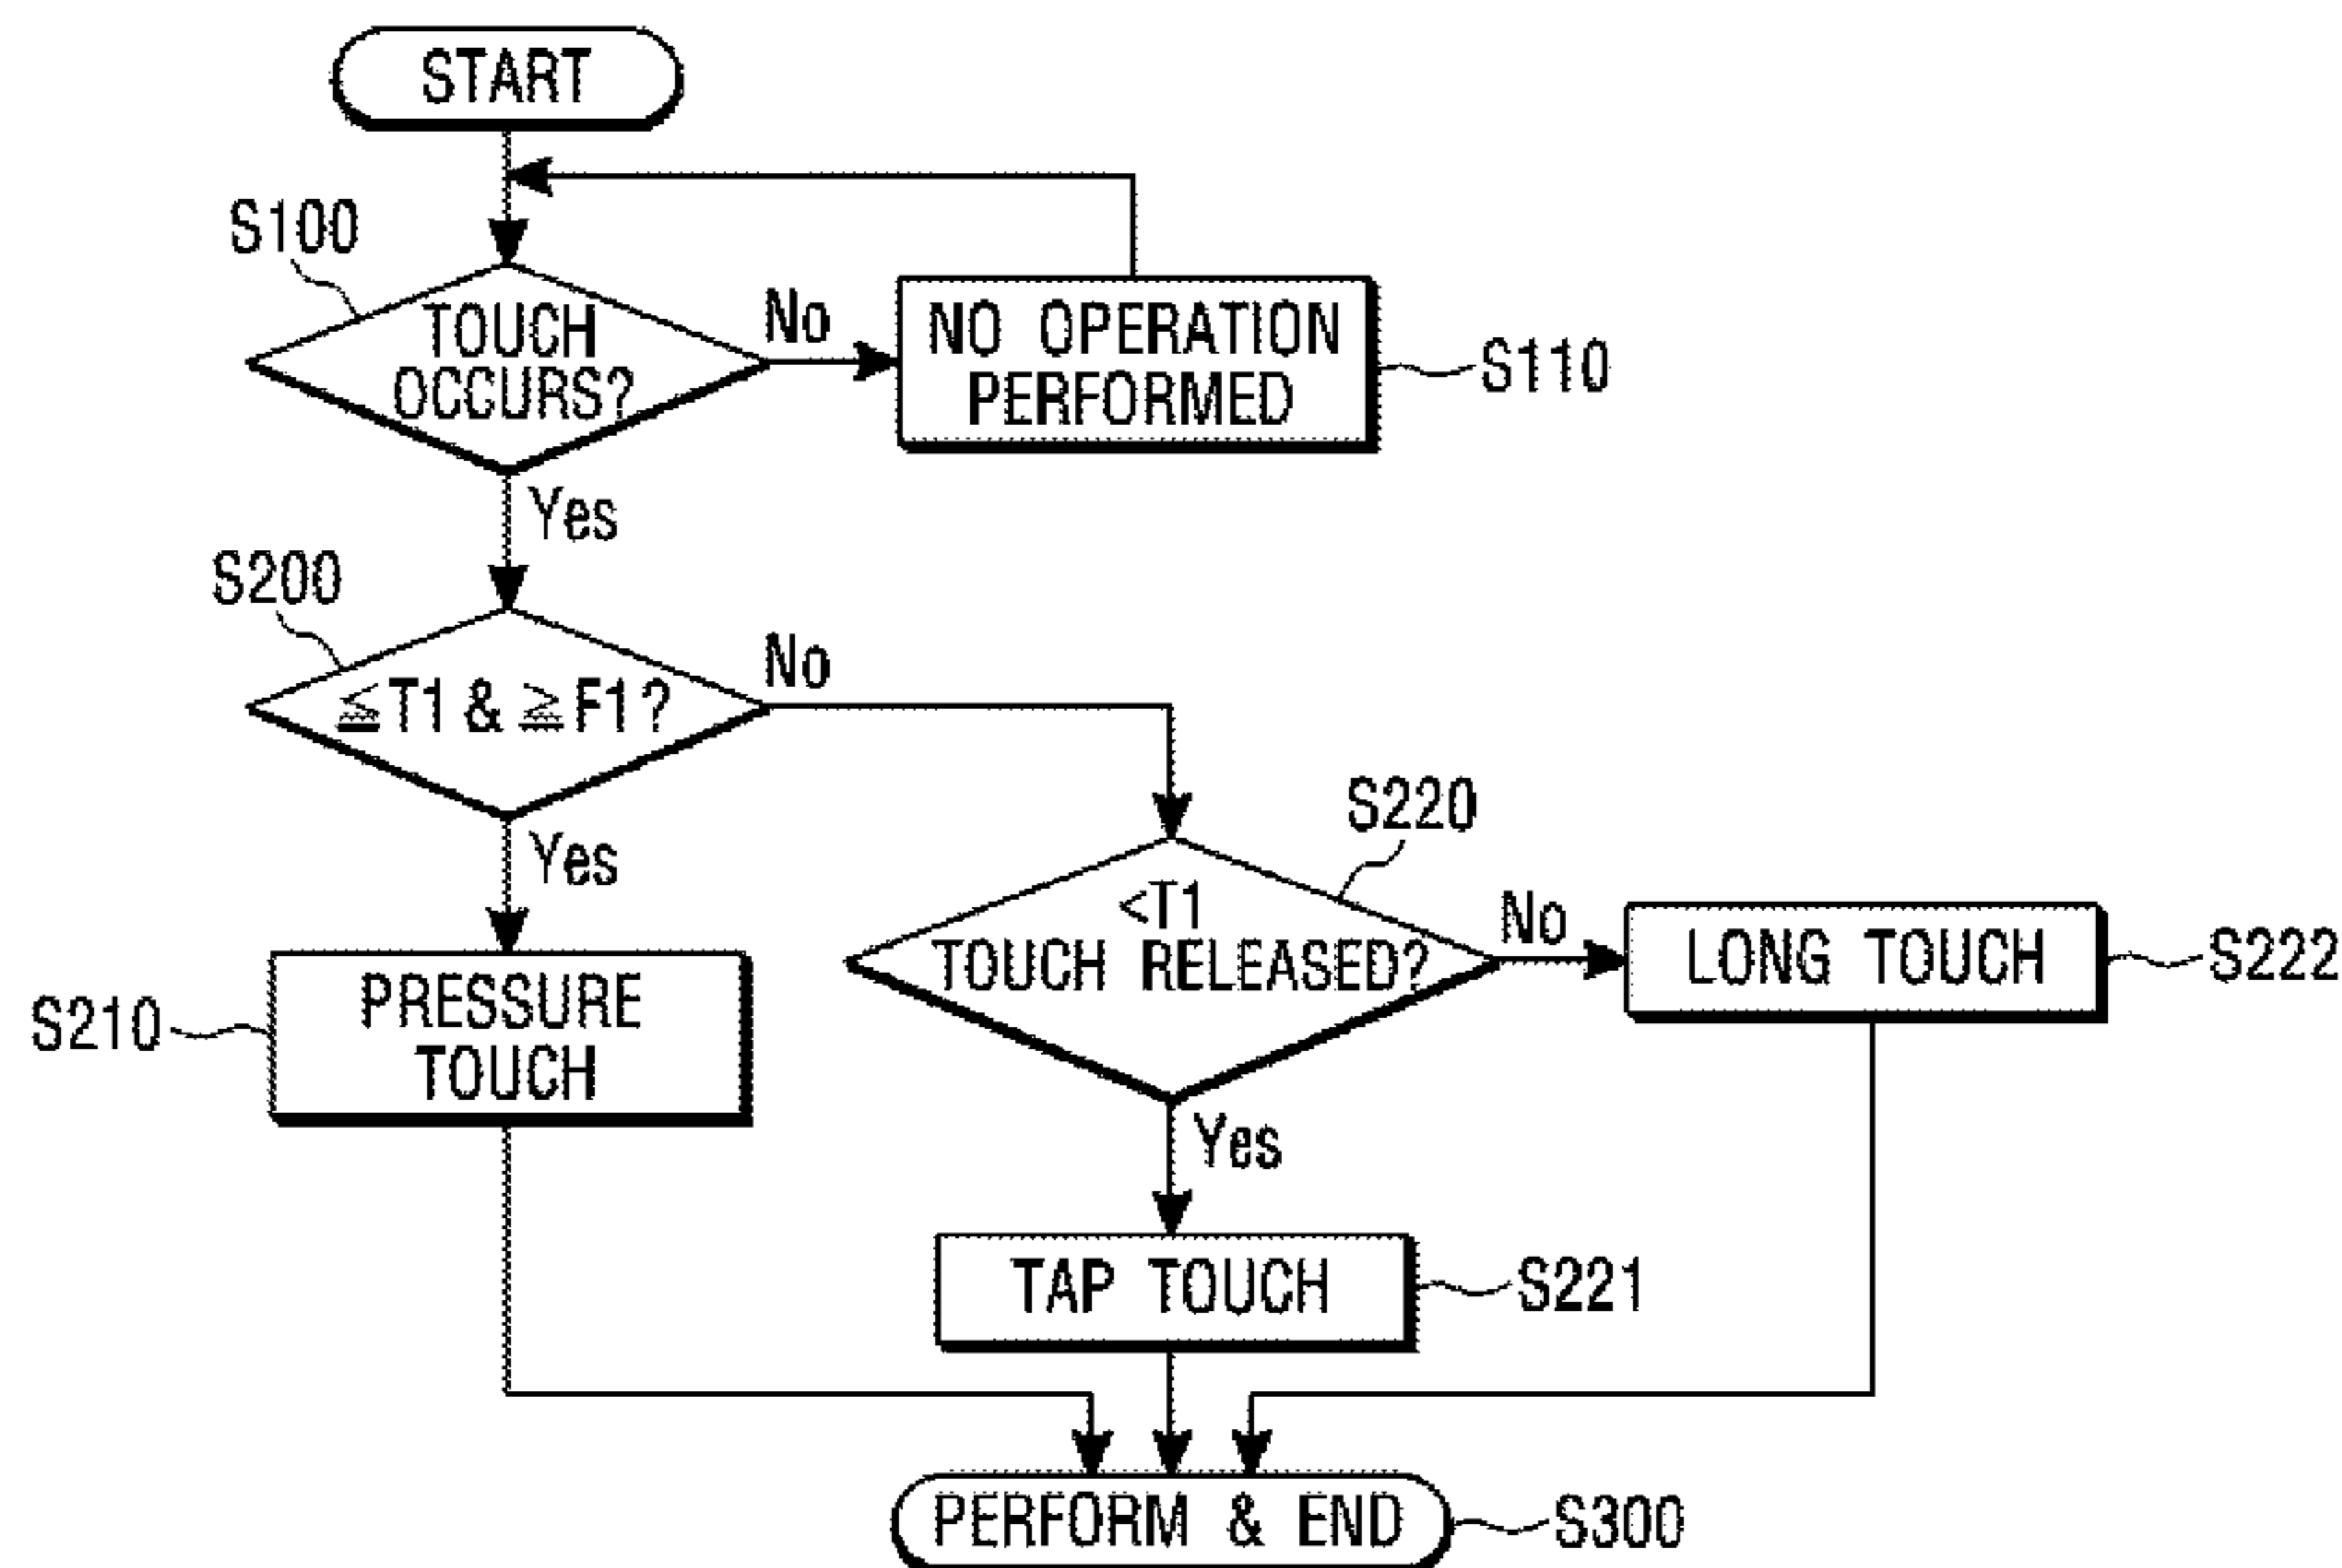 START
S100
TOUCH
OCCURS?
No
NO OPERATION
PERFORMED
S110
Yes
S200
≦T1 & ≧F1?
No
Yes
S210
PRESSURE
TOUCH
S220
<T1
TOUCH RELEASED?
No
LONG TOUCH
S222
Yes
TAP TOUCH
S221
PERFORM & END
S300